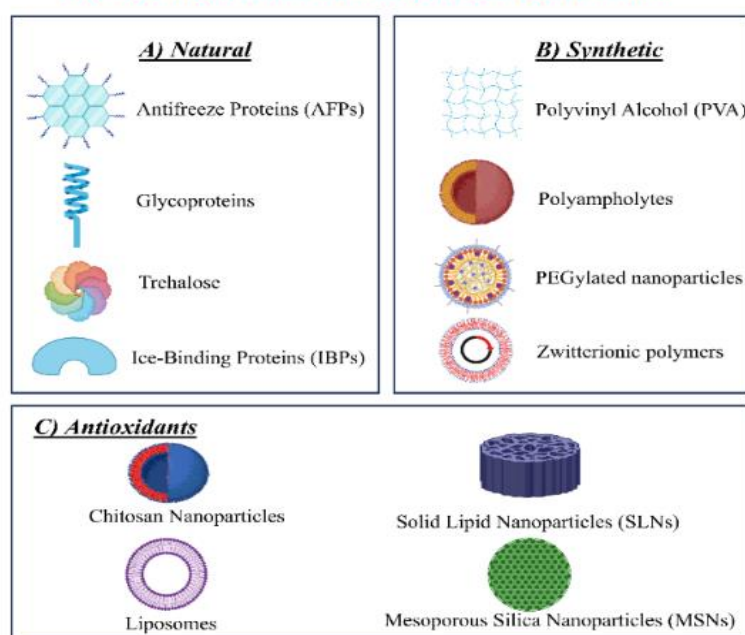 A) Natural
Antifreeze Proteins (AFPs)
Glycoproteins
Trehalose
Ice-Binding Proteins (IBPs)
B) Synthetic
Polyvinyl Alcohol (PVA)
Polyampholytes
PEGylated nanoparticles
Zwitterionic polymers
C) Antioxidants
Chitosan Nanoparticles
Solid Lipid Nanoparticles (SLNs)
Liposomes
Mesoporous Silica Nanoparticles (MSNs)